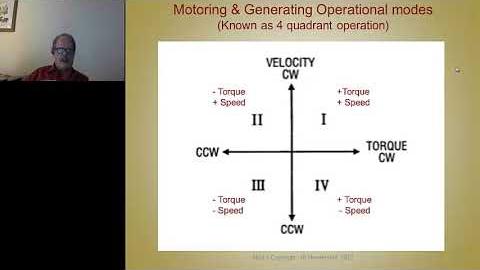 Motoring & Generating Operational modes
(Known as 4 quadrant operation)
VELOCITY
CW
- Torque
+ Speed
+Torque
+ Speed
II
I
CCW
TORQUE
CW
III
IV
- Torque
- Speed
+ Torque
- Speed
CCW